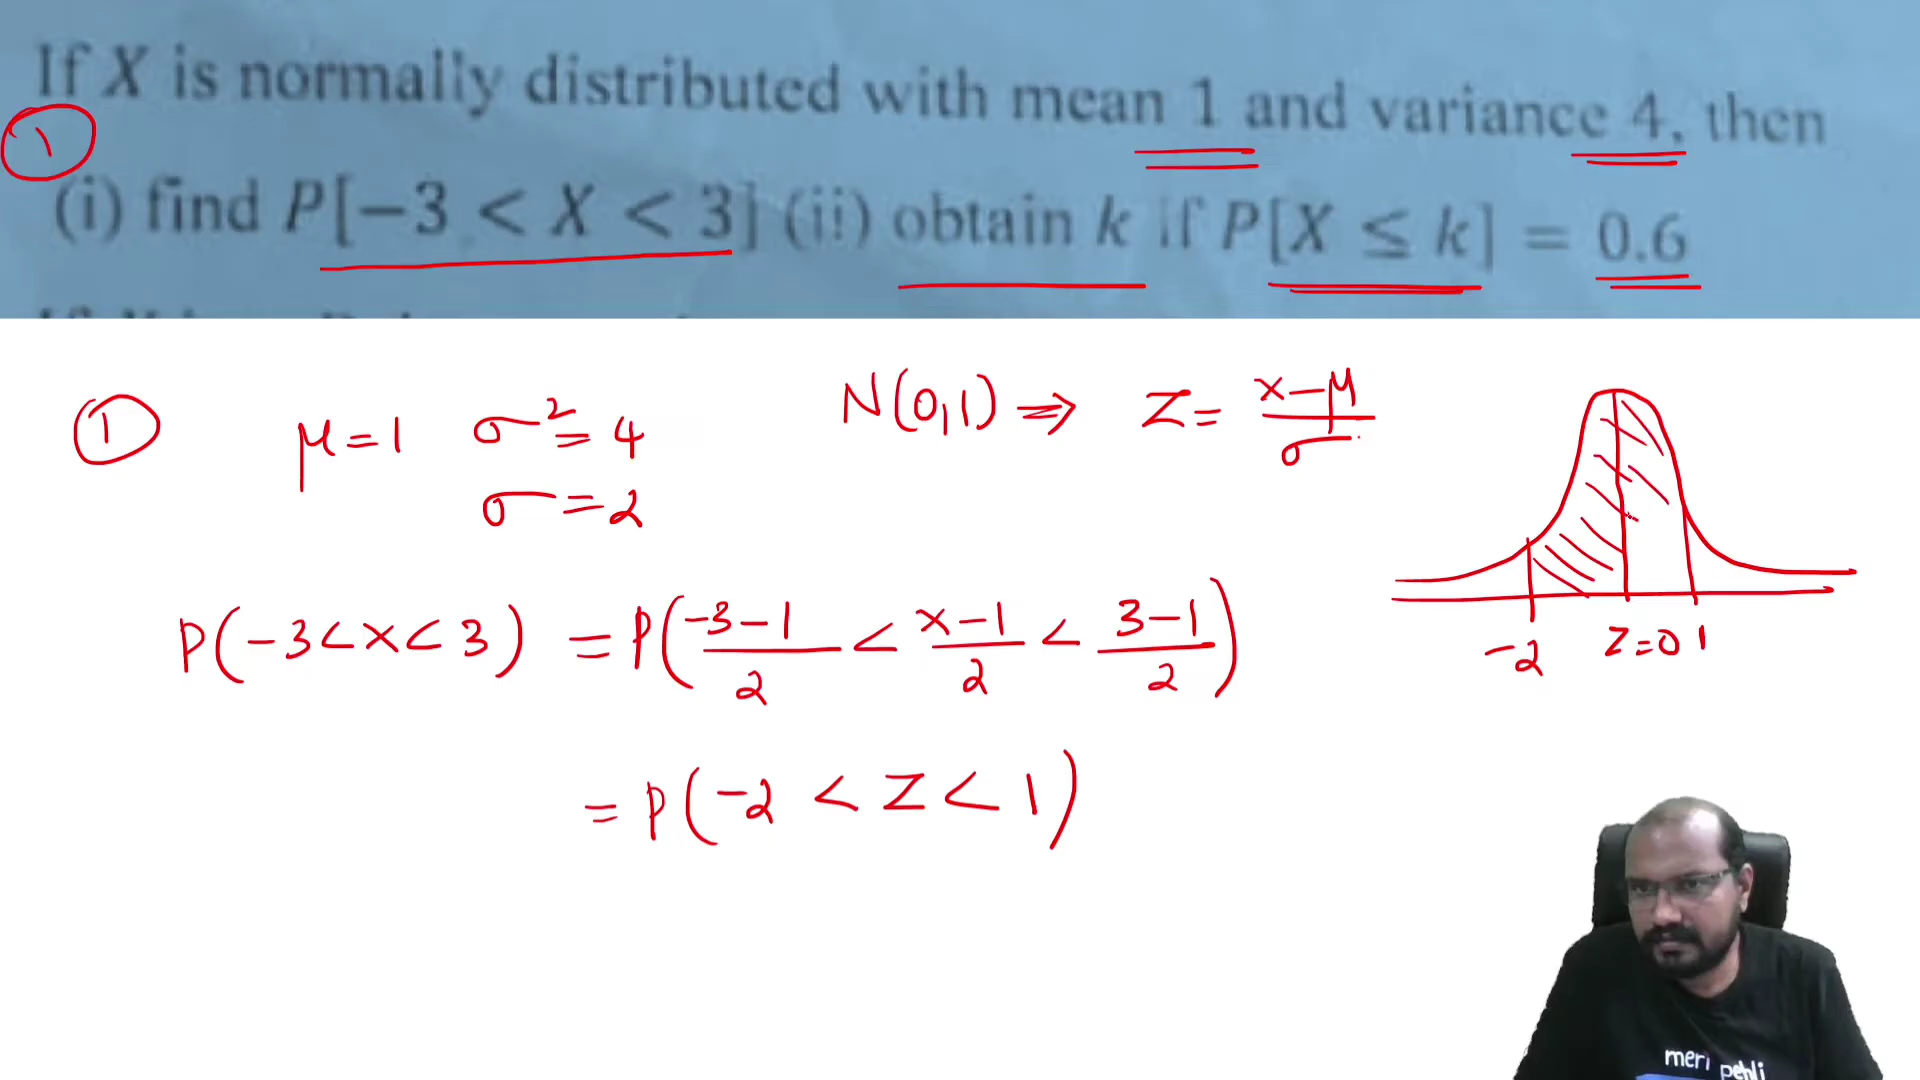 If X is normally distributed with mean 1 and variance 4, then
1
(i) find P[−3 < X < 3] (ii) obtain k if P[X ≤ k] = 0.6
1
μ = 1 σ² = 4
σ = 2
N(0,1) ⇒ Z = (x−μ)/σ
P(-3<x<3) = P((-3-1)/2 < (x-1)/2 < (3-1)/2)
-2 Z=0 1
= P(-2 < Z < 1)
meri pehli